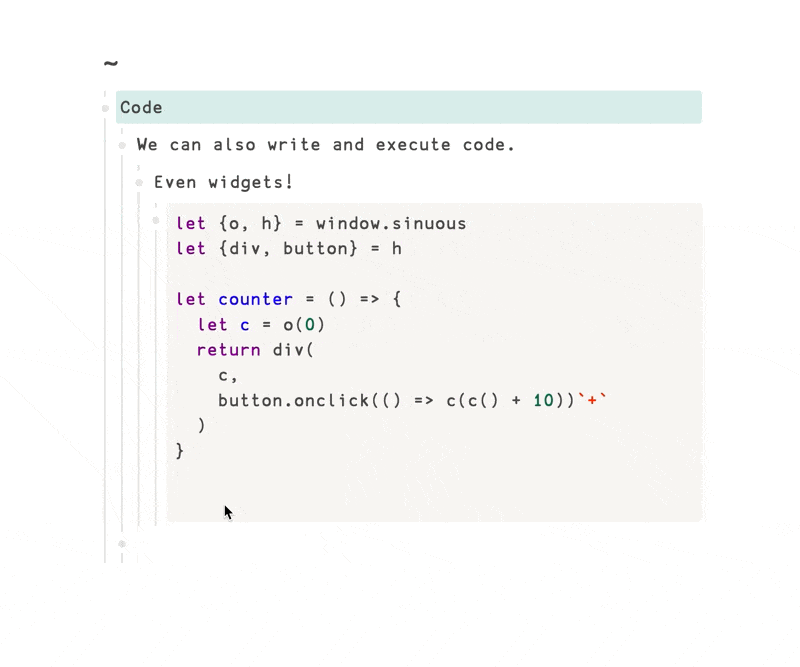 ~
Code
We can also write and execute code.
Even widgets!
let {o, h} = window.sinuous
let {div, button} = h
let counter = () => {
  let c = o(0)
  return div(
    c,
    button.onclick(() => c(c() + 10))`+`
  )
}